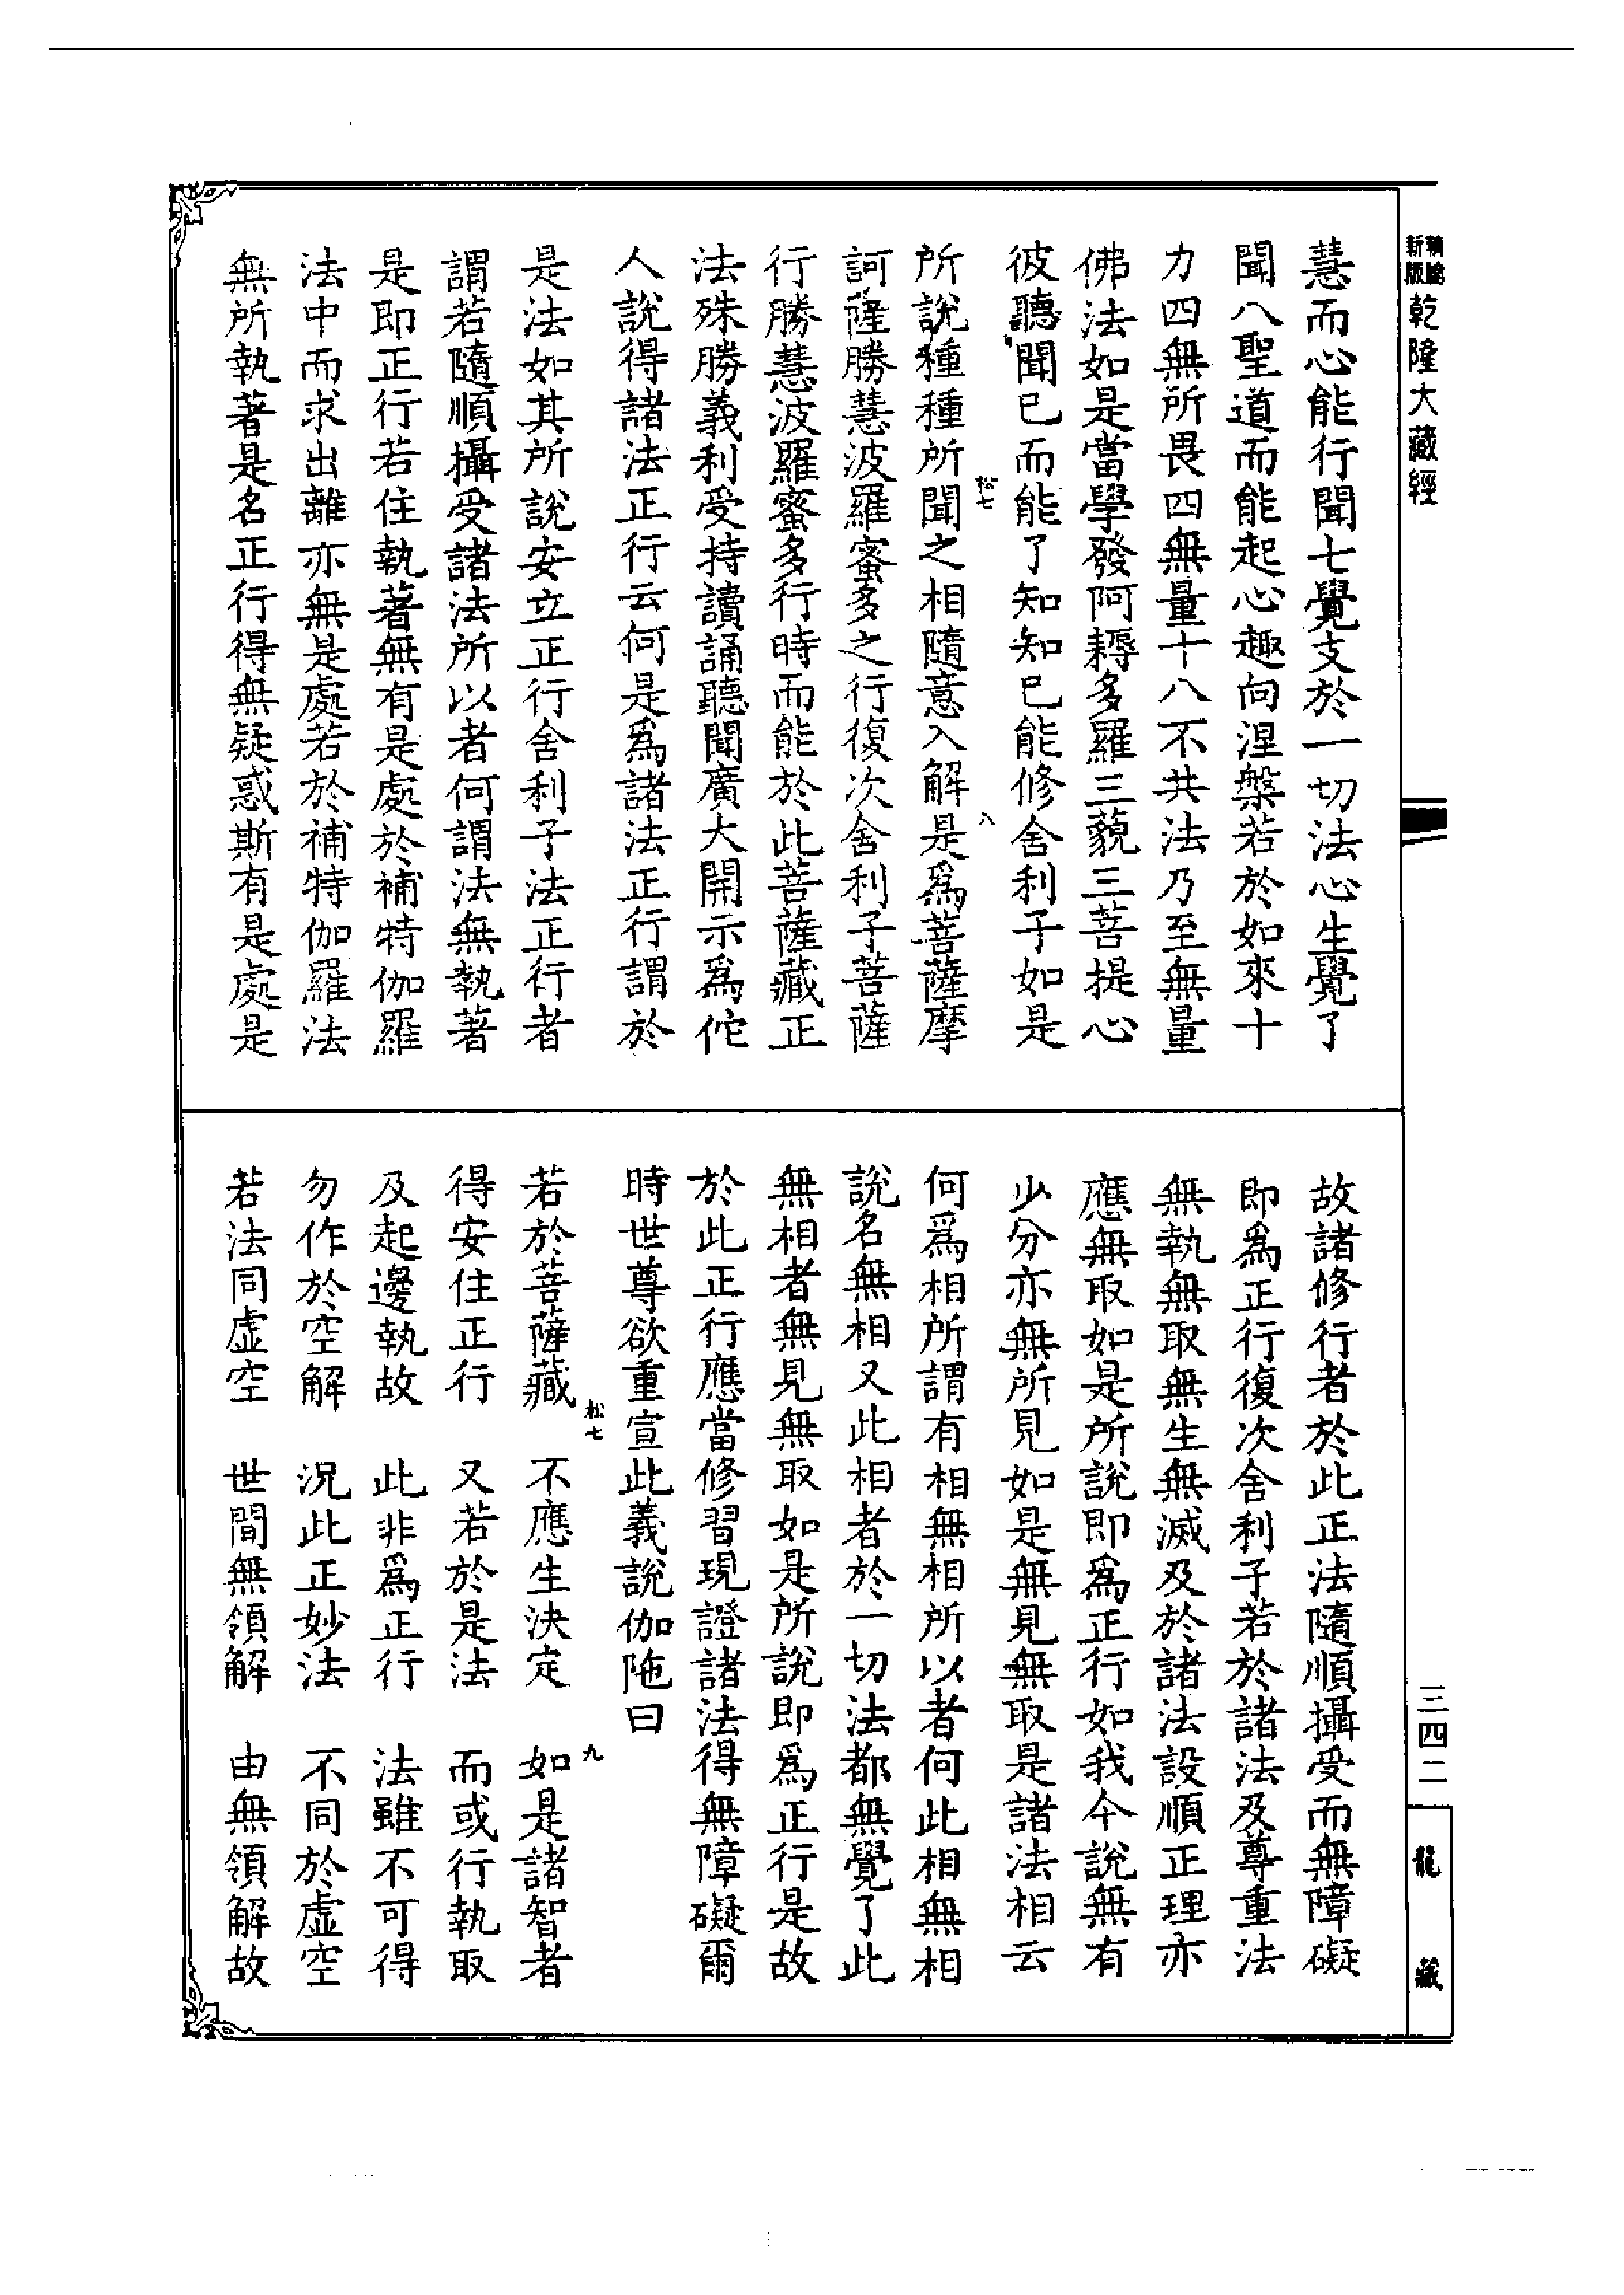 新版
乾隆大藏經
慧而心能行聞七覺支於一切法心生覺了
聞八聖道而能起心趣向涅槃若於如來十
力四無所畏四無量十八不共法乃至無量
佛法如是當學發阿耨多羅三藐三菩提心
彼聽聞已而能了知知已能修舍利子如是
松七
八
所說種種所聞之相隨意入解是爲菩薩摩
訶薩勝慧波羅蜜多之行復次舍利子菩薩
行勝慧波羅蜜多行時而能於此菩薩藏正
法殊勝義利受持讀誦聽聞廣大開示爲佗
人說得諸法正行云何是爲諸法正行謂於
是法如其所說安立正行舍利子法正行者
謂若隨順攝受諸法所以者何謂法無執著
是即正行若住執著無有是處於補特伽羅
法中而求出離亦無是處若於補特伽羅法
無所執著是名正行得無疑惑斯有是處是
故諸修行者於此正法隨順攝受而無障礙
即爲正行復次舍利子若於諸法及尊重法
無執無取無生無滅及於諸法設順正理亦
應無取如是所說即爲正行如我今說無有
少分亦無所見如是無見無取是諸法相云
何爲相所謂有相無相所以者何此相無相
說名無相又此相者於一切法都無覺了此
無相者無見無取如是所說即爲正行是故
於此正行應當修習現證諸法得無障礙爾
時世尊欲重宣此義說伽陁曰
松七
九
若於菩薩藏 不應生決定 如是諸智者
得安住正行 又若於是法 而或行執取
及起邊執故 此非爲正行 法雖不可得
勿作於空解 況此正妙法 不同於虛空
若法同虛空 世間無領解 由無領解故
三四二
龍藏